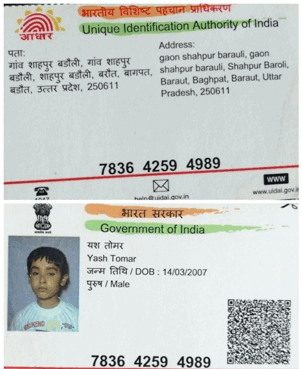 आधार
भारतीय विशिष्ट पहचान प्राधिकरण
Unique Identification Authority of India
पता:
गांव शाहपुर बडौली, गांव शाहपुर
बडौली, शाहपुर बडौली, बरौत, बागपत,
बडौत, उत्तर प्रदेश, 250611
Address:
gaon shahpur barauli, gaon
shahpur barauli, Shahpur Baroli,
Baraut, Baghpat, Baraut, Uttar
Pradesh, 250611
7836 4259 4989
1947
help@uidai.gov.in
WWW
www.uidai.gov.in
भारत सरकार
Government of India
यश तोमर
Yash Tomar
जन्म तिथि / DOB : 14/03/2007
पुरुष / Male
7836 4259 4989